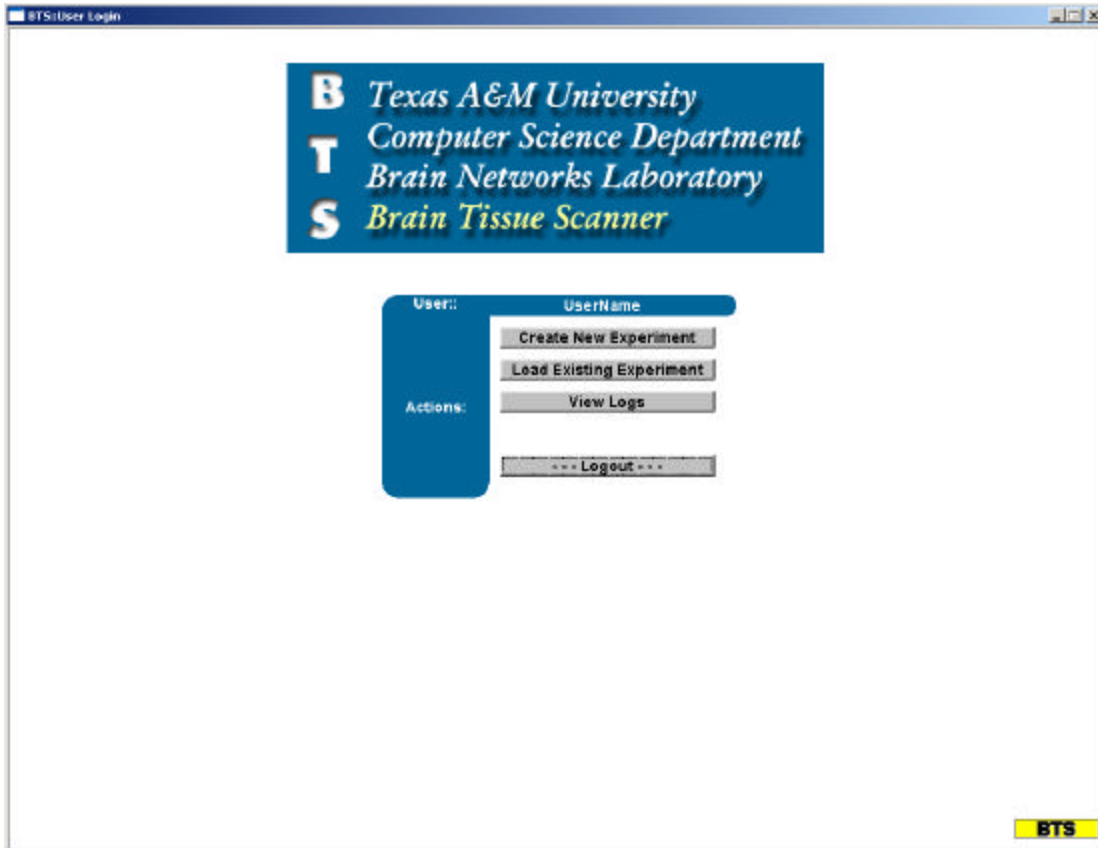 BTS::User Login
B
T
S
Texas A&M University
Computer Science Department
Brain Networks Laboratory
Brain Tissue Scanner
User:: UserName
Create New Experiment
Load Existing Experiment
Actions: View Logs
- - - Logout - - -
BTS